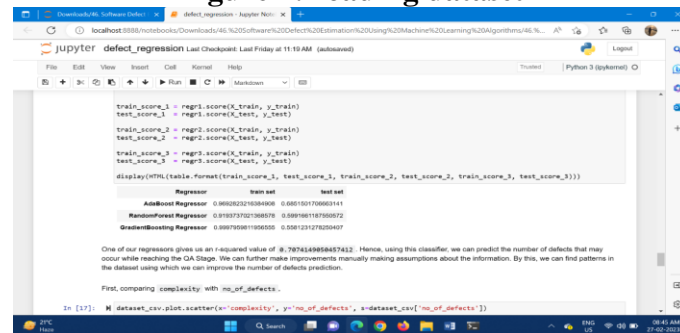 Downloads/46. Software Defect
defect_regression - Jupyter Note
localhost:8888/notebooks/Downloads/46.%20Software%20Defect%20Estimation%20Using%20Machine%20Learning%20Algorithms/46.%...
jupyter defect_regression Last Checkpoint: Last Friday at 11:19 AM (autosaved)
Logout
File Edit View Insert Cell Kernel Help
Trusted Python 3 (ipykernel)
Run Markdown
train_score_1 = regr1.score(X_train, y_train)
test_score_1 = regr1.score(X_test, y_test)
train_score_2 = regr2.score(X_train, y_train)
test_score_2 = regr2.score(X_test, y_test)
train_score_3 = regr3.score(X_train, y_train)
test_score_3 = regr3.score(X_test, y_test)
display(HTML(table.format(train_score_1, test_score_1, train_score_2, test_score_2, train_score_3, test_score_3)))
Regressor train set test set
AdaBoost Regressor 0.9692823216384908 0.6851501706663141
RandomForest Regressor 0.9193737021368578 0.5991661187550572
GradientBoosting Regressor 0.9997959611956555 0.5581231278259407
One of our regressors gives us an r-squared value of 0.7074149050457412 . Hence, using this classifier, we can predict the number of defects that may
occur while reaching the QA Stage. We can further make improvements manually making assumptions about the information. By this, we can find patterns in
the dataset using which we can improve the number of defects prediction.
First, comparing complexity with no_of_defects .
In [17]: dataset_csv.plot.scatter(x='complexity', y='no_of_defects', s=dataset_csv['no_of_defects'])
21°C
Haze
Search
ENG
US
08:45 AM
27-02-2023